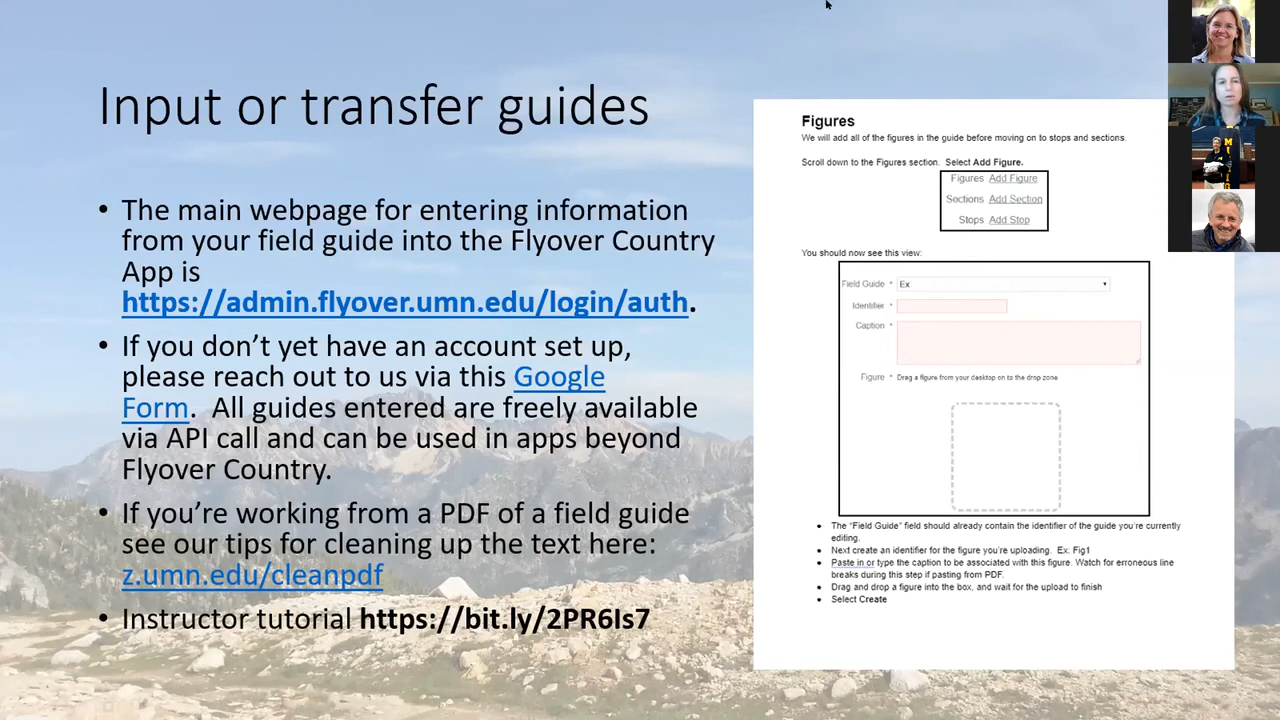 Input or transfer guides
• The main webpage for entering information
from your field guide into the Flyover Country
App is
https://admin.flyover.umn.edu/login/auth.
• If you don’t yet have an account set up,
please reach out to us via this Google
Form. All guides entered are freely available
via API call and can be used in apps beyond
Flyover Country.
• If you’re working from a PDF of a field guide
see our tips for cleaning up the text here:
z.umn.edu/cleanpdf
• Instructor tutorial https://bit.ly/2PR6Is7
Figures
We will add all of the figures in the guide before moving on to stops and sections.
Scroll down to the Figures section. Select Add Figure.
Figures Add Figure
Sections Add Section
Stops Add Stop
You should now see this view:
Field Guide * Ex
Identifier *
Caption *
Figure * Drag a figure from your desktop on to the drop zone
• The “Field Guide” field should already contain the identifier of the guide you’re currently
editing.
• Next create an identifier for the figure you’re uploading. Ex. Fig1
• Paste in or type the caption to be associated with this figure. Watch for erroneous line
breaks during this step if pasting from PDF.
• Drag and drop a figure into the box, and wait for the upload to finish
• Select Create